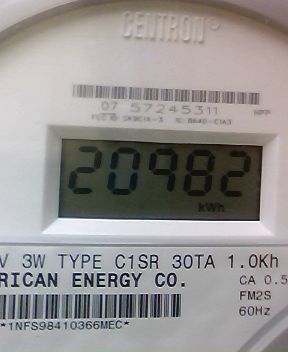 CENTRON®
07 57245311 HPP
20982
kWh
V 3W TYPE C1SR 30TA 1.0Kh
RICAN ENERGY CO.
CA 0.5
FM2S
60Hz
*1NFS98410366MEC*